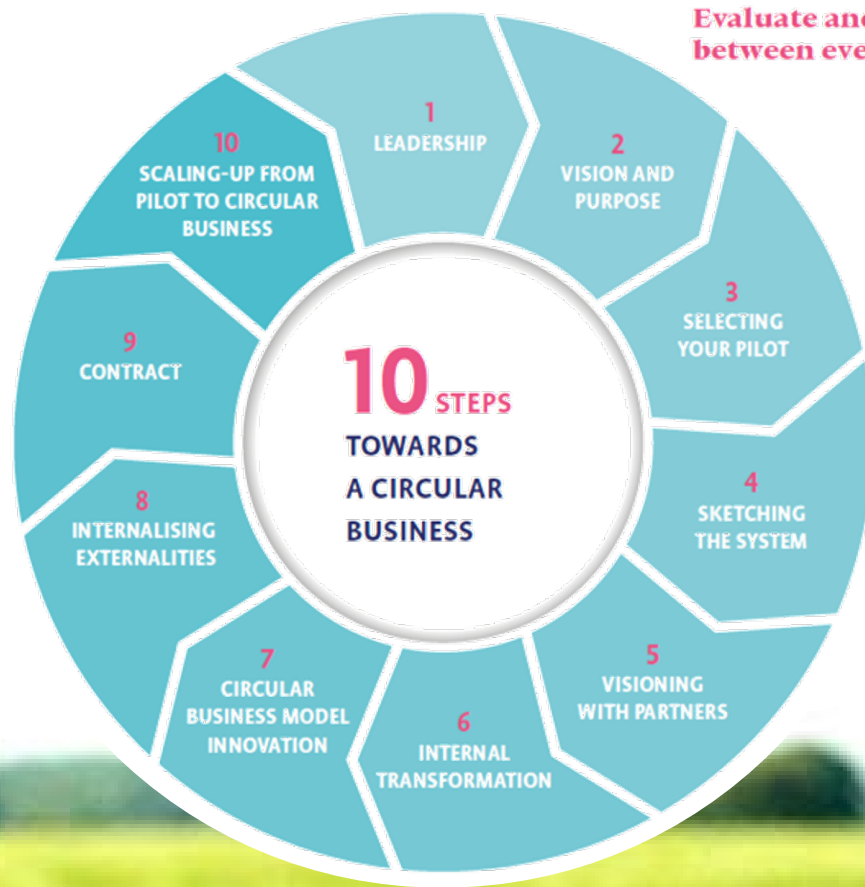 Evaluate and
between eve
1
LEADERSHIP
2
VISION AND
PURPOSE
3
SELECTING
YOUR PILOT
4
SKETCHING
THE SYSTEM
5
VISIONING
WITH PARTNERS
6
INTERNAL
TRANSFORMATION
7
CIRCULAR
BUSINESS MODEL
INNOVATION
8
INTERNALISING
EXTERNALITIES
9
CONTRACT
10
SCALING-UP FROM
PILOT TO CIRCULAR
BUSINESS
10 STEPS
TOWARDS
A CIRCULAR
BUSINESS